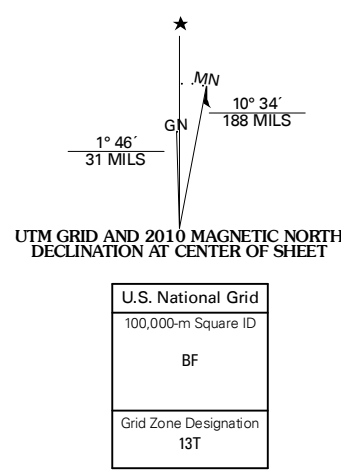 ★
MN
GN
10° 34´
188 MILS
1° 46´
31 MILS
UTM GRID AND 2010 MAGNETIC NORTH
DECLINATION AT CENTER OF SHEET
U.S. National Grid
100,000-m Square ID
BF
Grid Zone Designation
13T